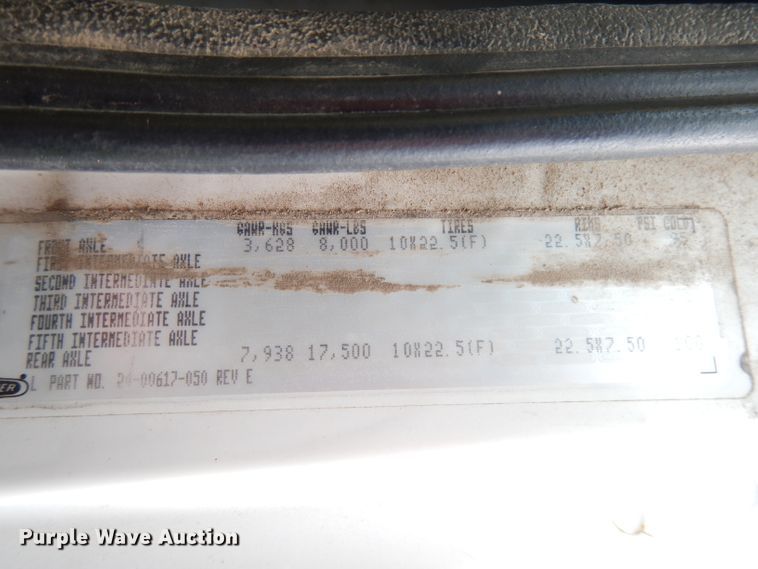 GAWR-KGS GAWR-LBS TIRES RIMS PSI COLD
FRONT AXLE 3,628 8,000 10X22.5(F) 22.5X7.50
FIRST INTERMEDIATE AXLE
SECOND INTERMEDIATE AXLE
THIRD INTERMEDIATE AXLE
FOURTH INTERMEDIATE AXLE
FIFTH INTERMEDIATE AXLE
REAR AXLE 7,938 17,500 10X22.5(F) 22.5X7.50
L PART NO. 24-00617-050 REV E
Purple Wave Auction